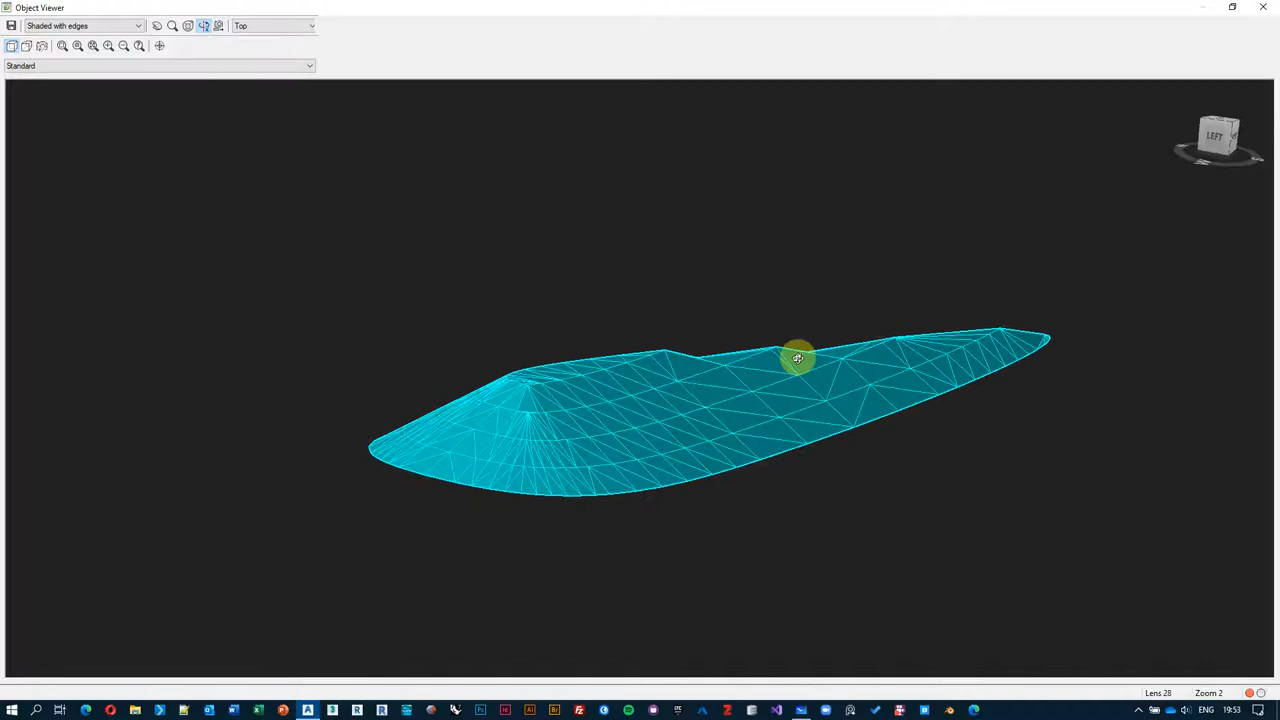 Object Viewer
Shaded with edges
Top
Standard
LEFT
Lens 28
Zoom 2
ENG
19:53